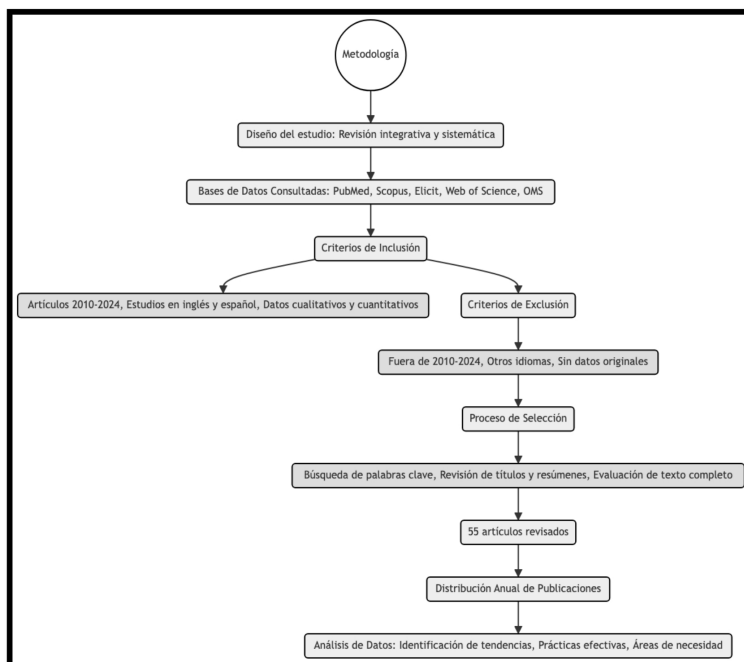 Metodología
Diseño del estudio: Revisión integrativa y sistemática
Bases de Datos Consultadas: PubMed, Scopus, Elicit, Web of Science, OMS
Criterios de Inclusión
Artículos 2010-2024, Estudios en inglés y español, Datos cualitativos y cuantitativos
Criterios de Exclusión
Fuera de 2010-2024, Otros idiomas, Sin datos originales
Proceso de Selección
Búsqueda de palabras clave, Revisión de títulos y resúmenes, Evaluación de texto completo
55 artículos revisados
Distribución Anual de Publicaciones
Análisis de Datos: Identificación de tendencias, Prácticas efectivas, Áreas de necesidad